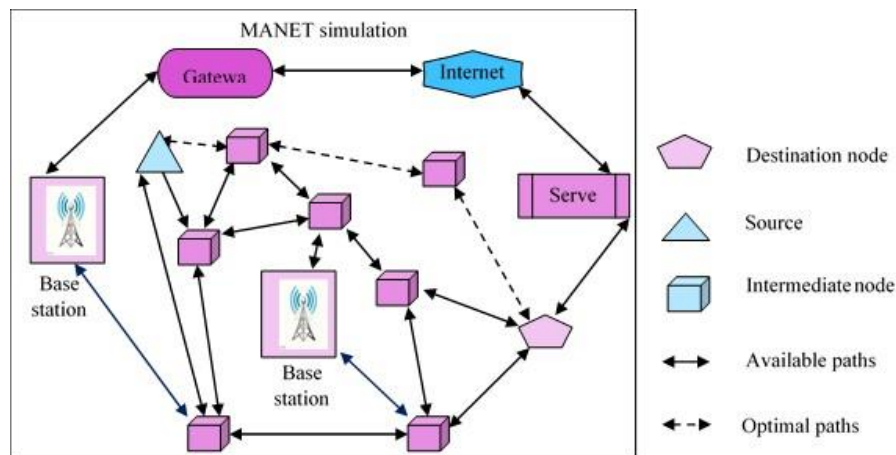 MANET simulation
Gatewa
Internet
Serve
Base
station
Base
station
Destination node
Source
Intermediate node
Available paths
Optimal paths